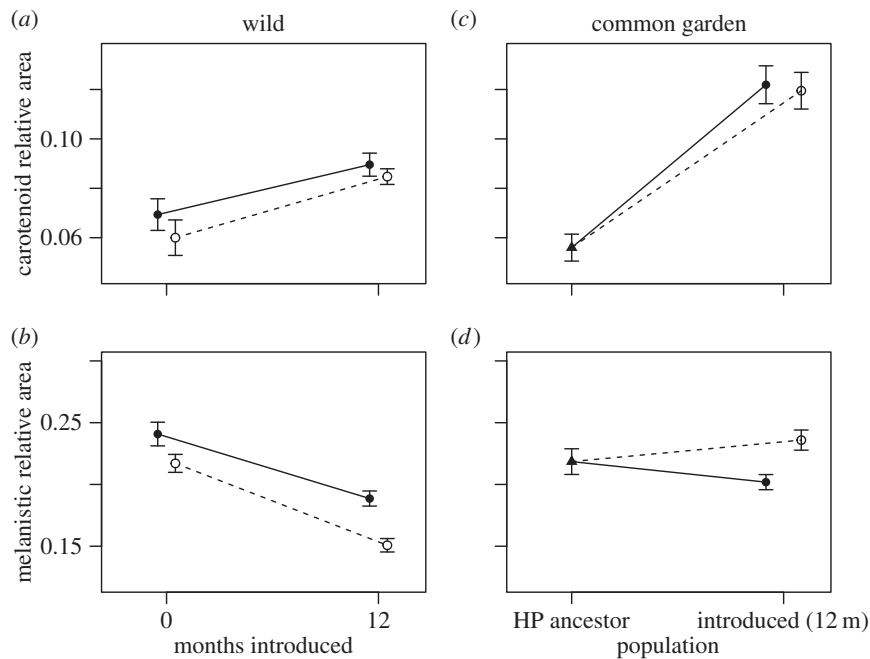 (a) wild
carotenoid relative area
0.10
0.06
(c) common garden
(b)
melanistic relative area
0.25
0.15
0 12
months introduced
(d)
HP ancestor introduced (12 m)
population